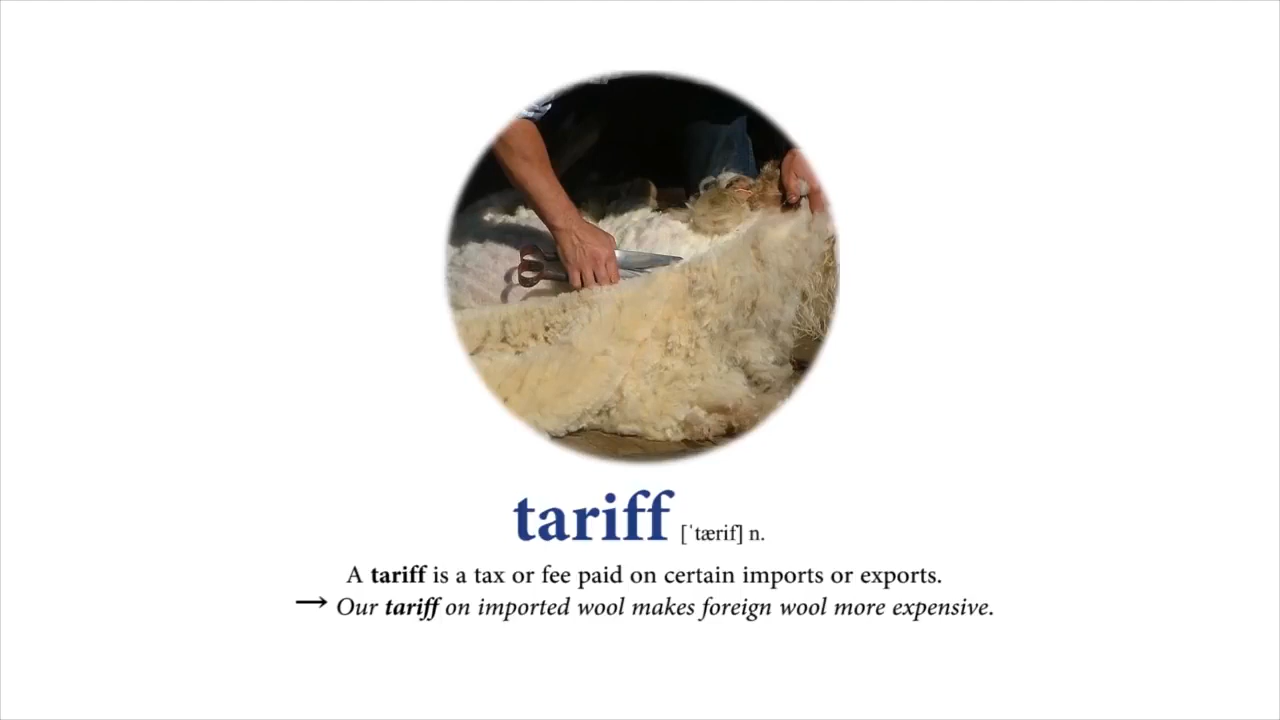 tariff [ˈtærif] n.
A tariff is a tax or fee paid on certain imports or exports.
→ Our tariff on imported wool makes foreign wool more expensive.